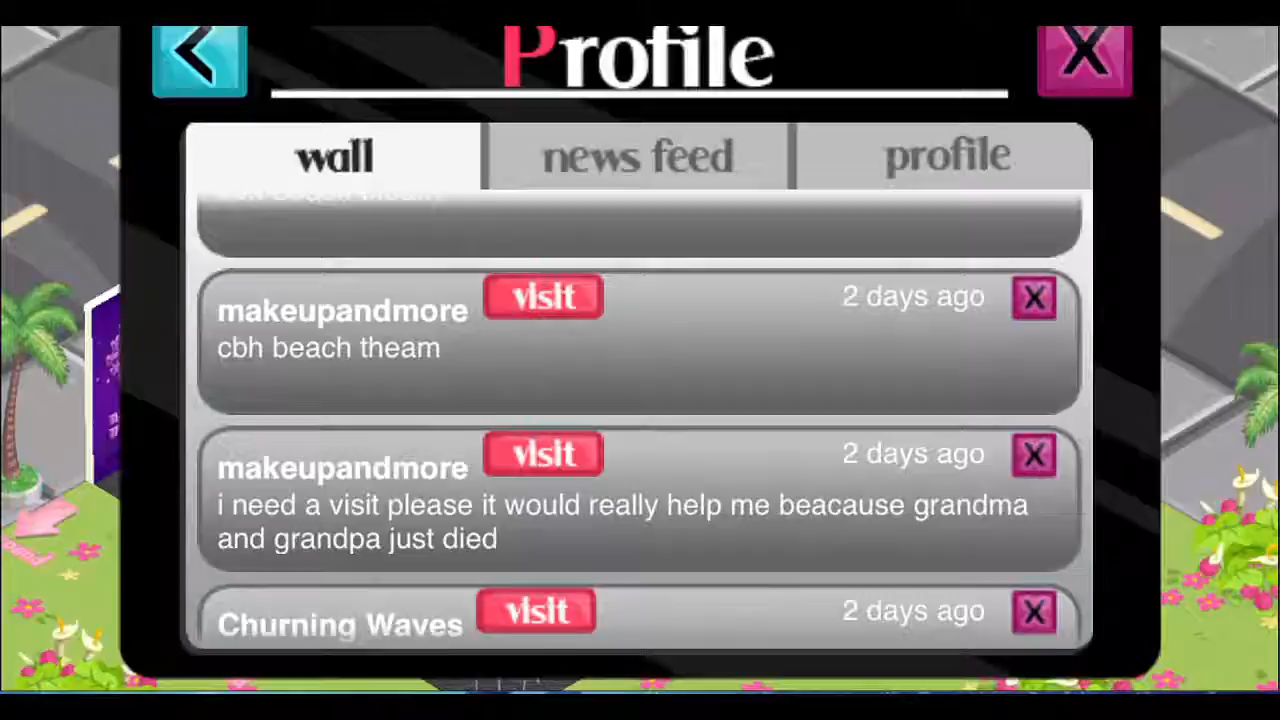 Profile
wall
news feed
profile
makeupandmore
visit
2 days ago
X
cbh beach theam
makeupandmore
visit
2 days ago
X
i need a visit please it would really help me beacause grandma
and grandpa just died
Churning Waves
visit
2 days ago
X